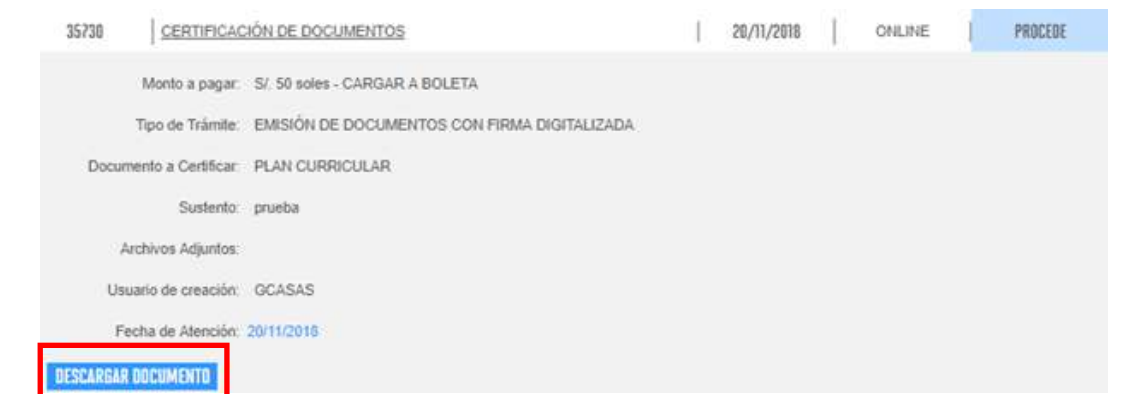 35730 CERTIFICACIÓN DE DOCUMENTOS 20/11/2018 ONLINE PROCEDE
Monto a pagar: S/. 50 soles - CARGAR A BOLETA
Tipo de Trámite: EMISIÓN DE DOCUMENTOS CON FIRMA DIGITALIZADA
Documento a Certificar: PLAN CURRICULAR
Sustento: prueba
Archivos Adjuntos:
Usuario de creación: GCASAS
Fecha de Atención: 20/11/2018
DESCARGAR DOCUMENTO